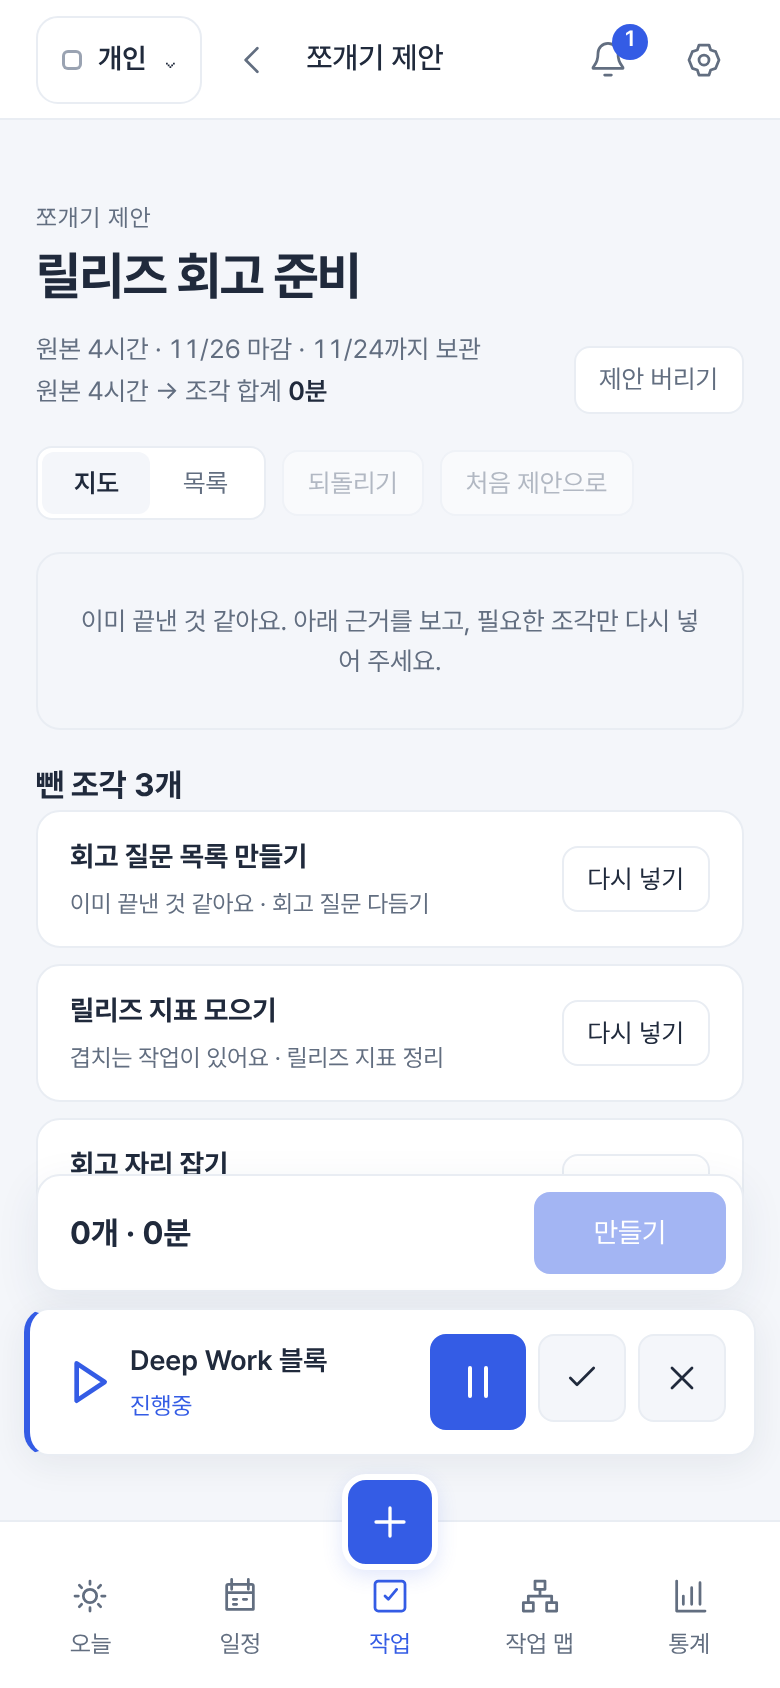 개인
쪼개기 제안
1
쪼개기 제안
릴리즈 회고 준비
원본 4시간 · 11/26 마감 · 11/24까지 보관
원본 4시간 → 조각 합계 0분
제안 버리기
지도
목록
되돌리기
처음 제안으로
이미 끝낸 것 같아요. 아래 근거를 보고, 필요한 조각만 다시 넣
어 주세요.
뺀 조각 3개
회고 질문 목록 만들기
이미 끝낸 것 같아요 · 회고 질문 다듬기
다시 넣기
릴리즈 지표 모으기
겹치는 작업이 있어요 · 릴리즈 지표 정리
다시 넣기
회고 자리 잡기
0개 · 0분
만들기
Deep Work 블록
진행중
오늘
일정
작업
작업 맵
통계